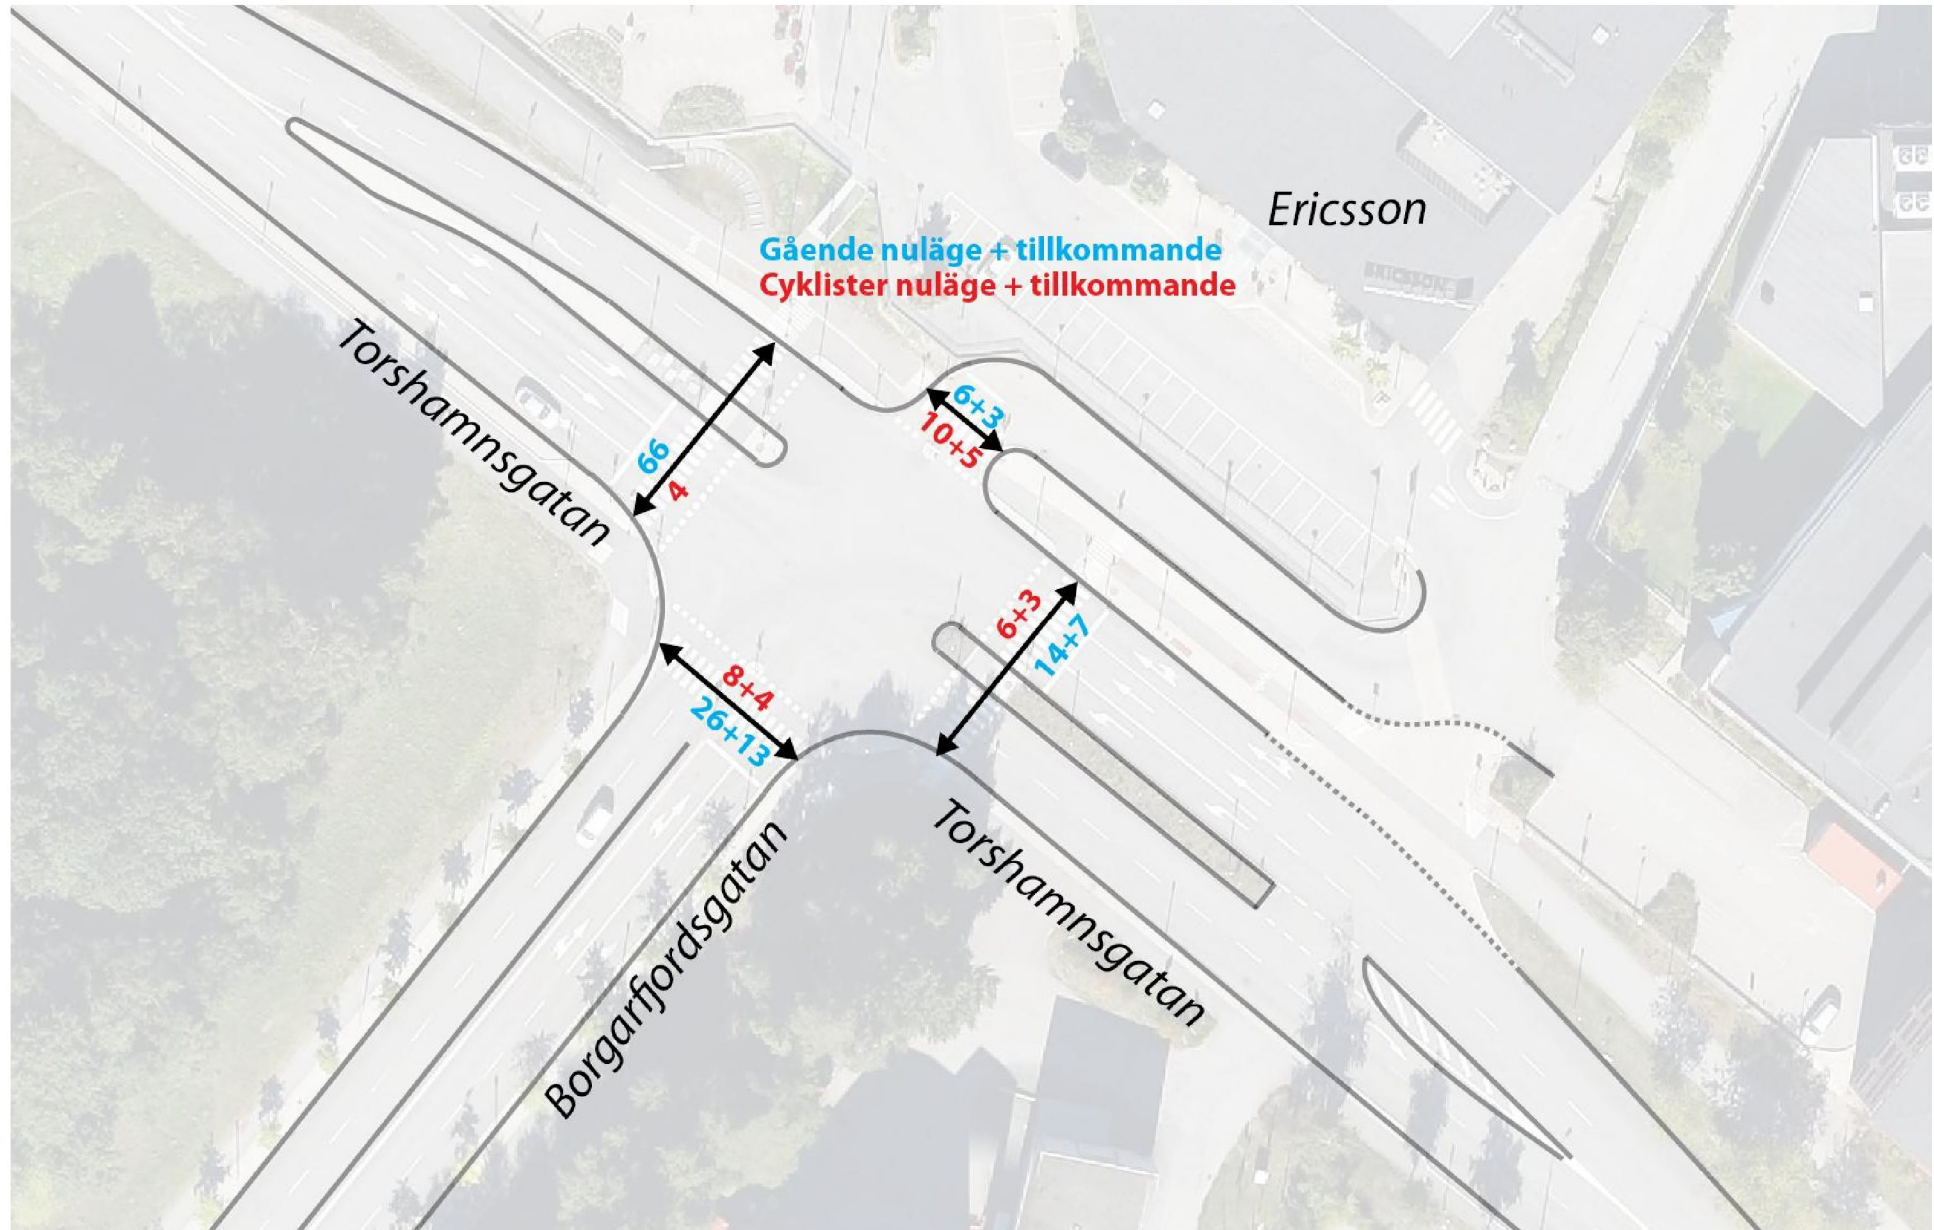 Ericsson
Gående nuläge + tillkommande
Cyklister nuläge + tillkommande
Torshamnsgatan
66
4
6+3
10+5
6+3
14+7
8+4
26+13
Borgarfjordsgatan
Torshamnsgatan
ERICSSON